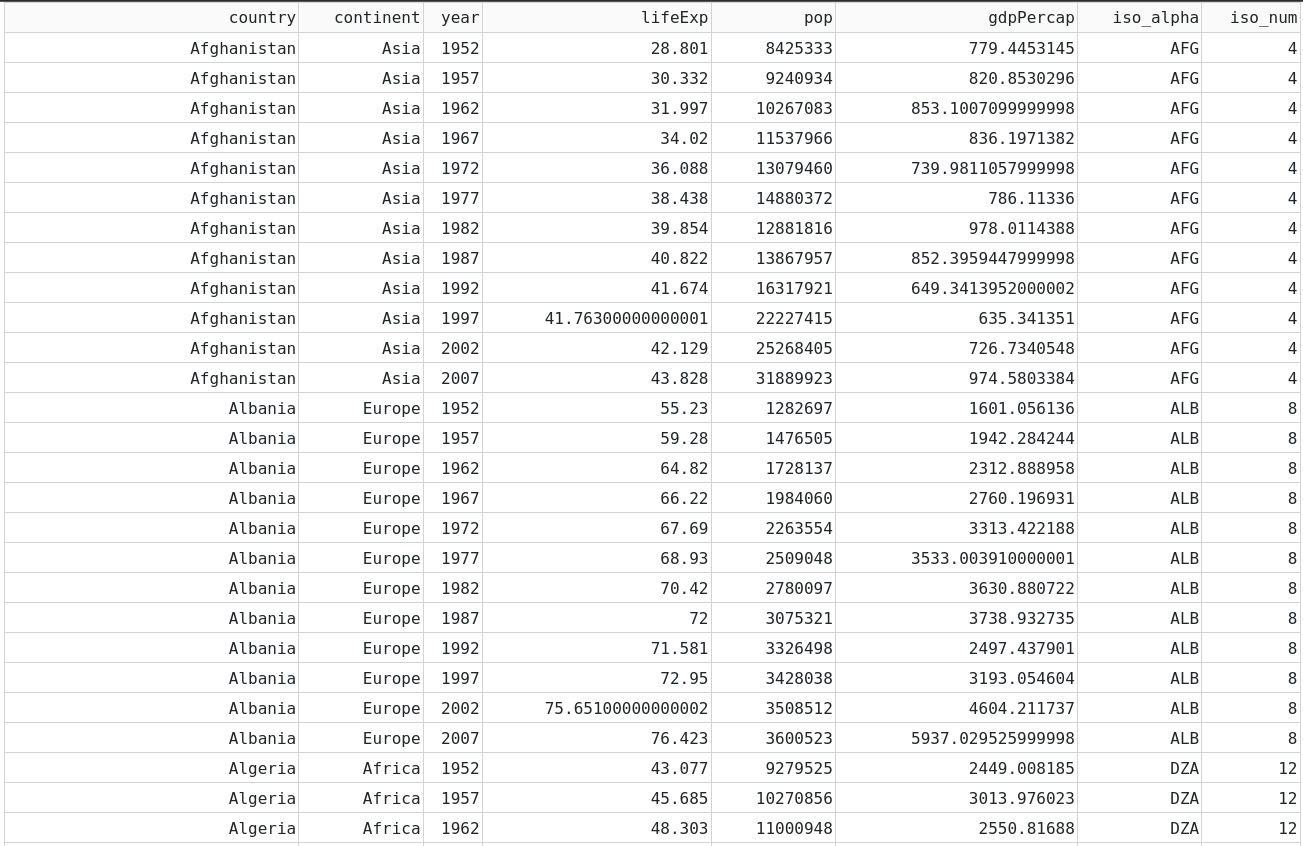 country continent year lifeExp pop gdpPercap iso_alpha iso_num
Afghanistan Asia 1952 28.801 8425333 779.4453145 AFG 4
Afghanistan Asia 1957 30.332 9240934 820.8530296 AFG 4
Afghanistan Asia 1962 31.997 10267083 853.1007099999998 AFG 4
Afghanistan Asia 1967 34.02 11537966 836.1971382 AFG 4
Afghanistan Asia 1972 36.088 13079460 739.9811057999998 AFG 4
Afghanistan Asia 1977 38.438 14880372 786.11336 AFG 4
Afghanistan Asia 1982 39.854 12881816 978.0114388 AFG 4
Afghanistan Asia 1987 40.822 13867957 852.3959447999998 AFG 4
Afghanistan Asia 1992 41.674 16317921 649.3413952000002 AFG 4
Afghanistan Asia 1997 41.76300000000001 22227415 635.341351 AFG 4
Afghanistan Asia 2002 42.129 25268405 726.7340548 AFG 4
Afghanistan Asia 2007 43.828 31889923 974.5803384 AFG 4
Albania Europe 1952 55.23 1282697 1601.056136 ALB 8
Albania Europe 1957 59.28 1476505 1942.284244 ALB 8
Albania Europe 1962 64.82 1728137 2312.888958 ALB 8
Albania Europe 1967 66.22 1984060 2760.196931 ALB 8
Albania Europe 1972 67.69 2263554 3313.422188 ALB 8
Albania Europe 1977 68.93 2509048 3533.003910000001 ALB 8
Albania Europe 1982 70.42 2780097 3630.880722 ALB 8
Albania Europe 1987 72 3075321 3738.932735 ALB 8
Albania Europe 1992 71.581 3326498 2497.437901 ALB 8
Albania Europe 1997 72.95 3428038 3193.054604 ALB 8
Albania Europe 2002 75.65100000000002 3508512 4604.211737 ALB 8
Albania Europe 2007 76.423 3600523 5937.029525999998 ALB 8
Algeria Africa 1952 43.077 9279525 2449.008185 DZA 12
Algeria Africa 1957 45.685 10270856 3013.976023 DZA 12
Algeria Africa 1962 48.303 11000948 2550.81688 DZA 12